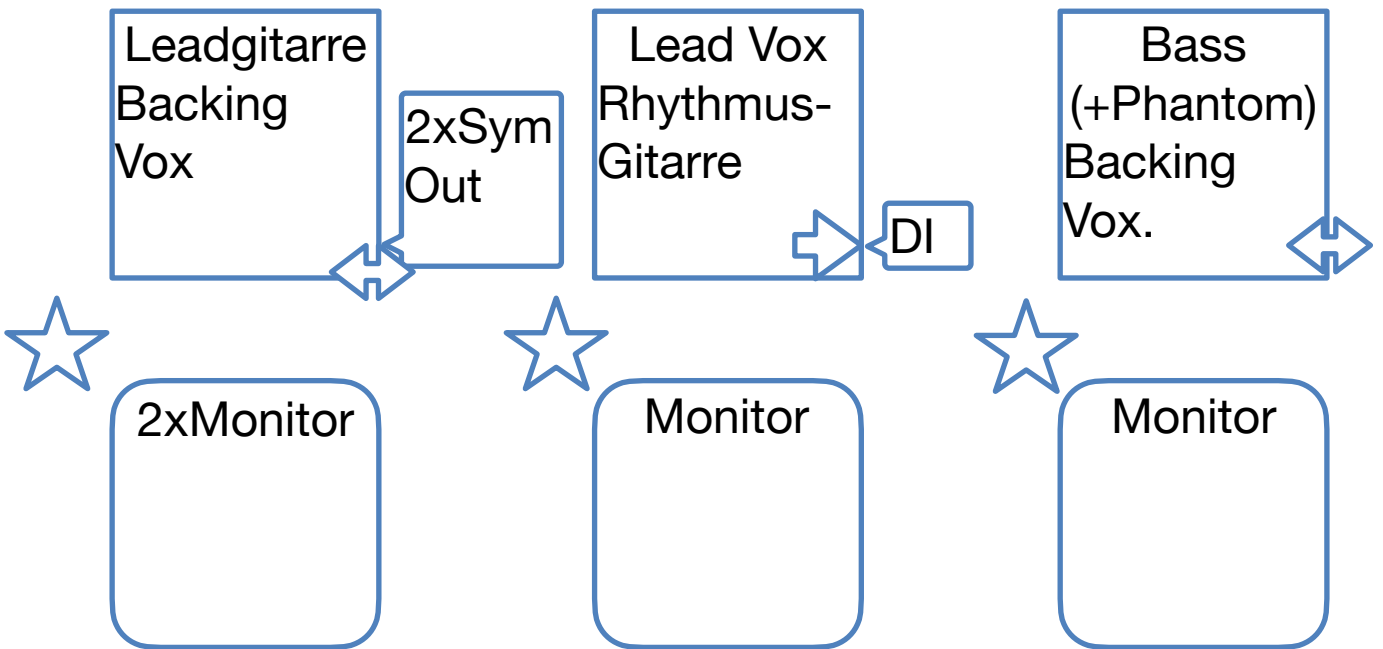 Leadgitarre
Backing
Vox
2xSym
Out
Lead Vox
Rhythmus-
Gitarre
DI
Bass
(+Phantom)
Backing
Vox.
2xMonitor
Monitor
Monitor